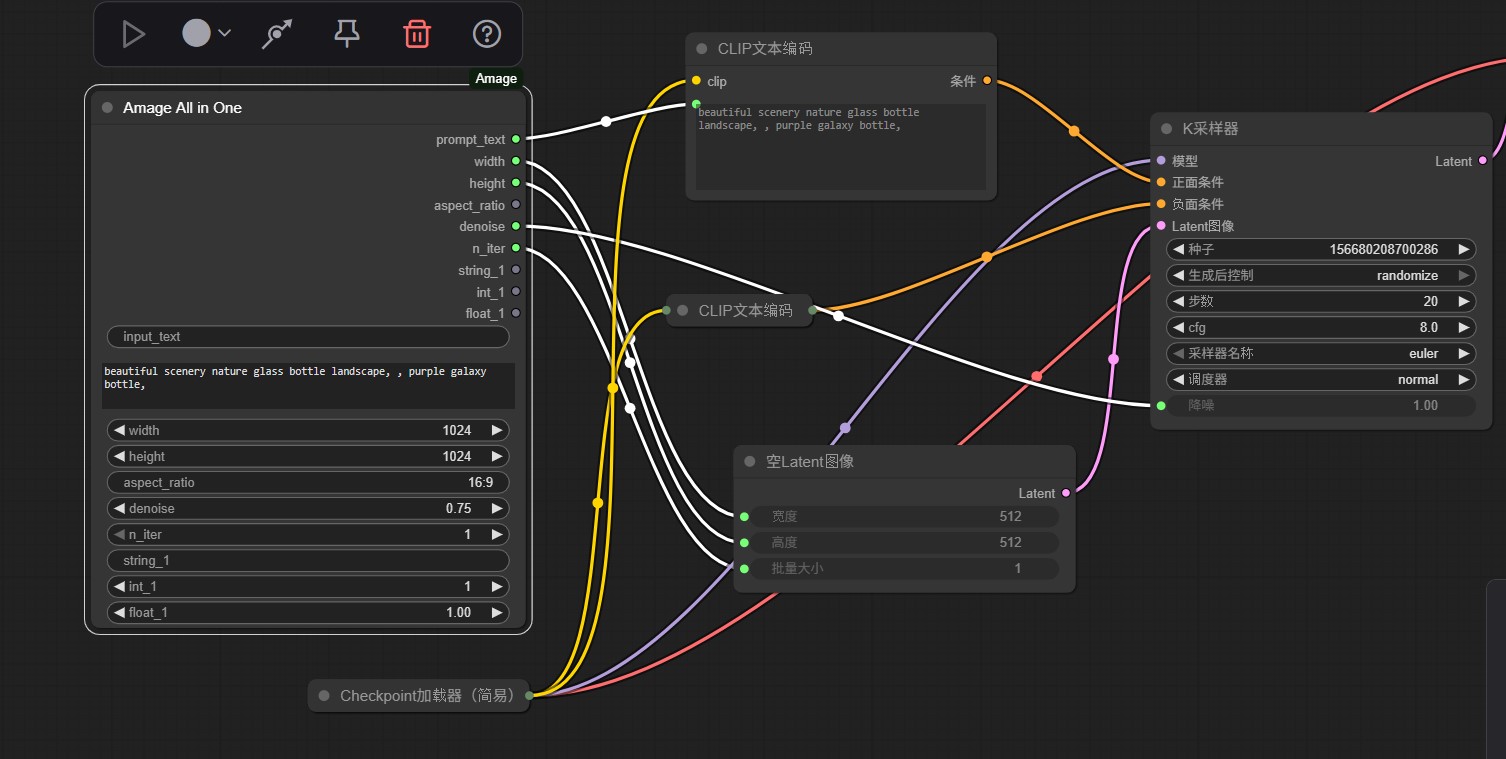 Amage
Amage All in One
prompt_text
width
height
aspect_ratio
denoise
n_iter
string_1
int_1
float_1
input_text
beautiful scenery nature glass bottle landscape, , purple galaxy
bottle,
width 1024
height 1024
aspect_ratio 16:9
denoise 0.75
n_iter 1
string_1
int_1 1
float_1 1.00
Checkpoint加载器（简易）
CLIP文本编码
clip 条件
beautiful scenery nature glass bottle
landscape, , purple galaxy bottle,
CLIP文本编码
空Latent图像
Latent
宽度 512
高度 512
批量大小 1
K采样器
模型 Latent
正面条件
负面条件
Latent图像
种子 156680208700286
生成后控制 randomize
步数 20
cfg 8.0
采样器名称 euler
调度器 normal
降噪 1.00